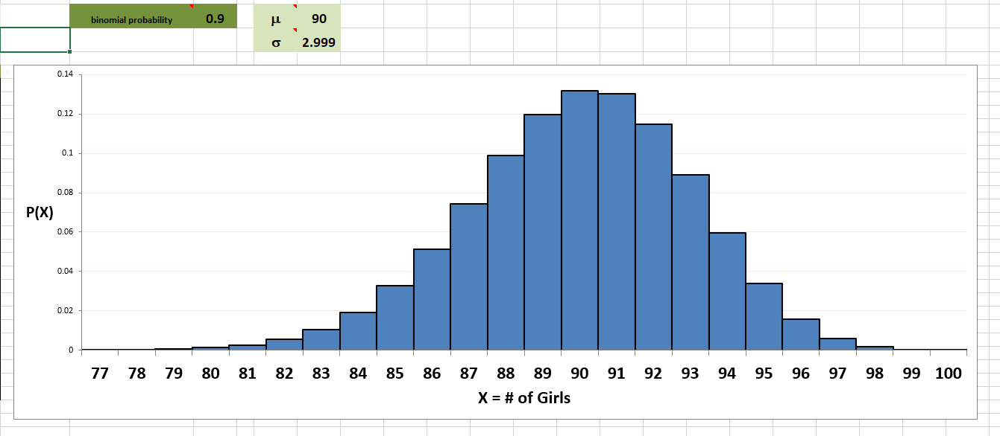 binomial probability 0.9 μ 90
σ 2.999
0.14
0.12
0.1
0.08
P(X)
0.06
0.04
0.02
0
77 78 79 80 81 82 83 84 85 86 87 88 89 90 91 92 93 94 95 96 97 98 99 100
X = # of Girls